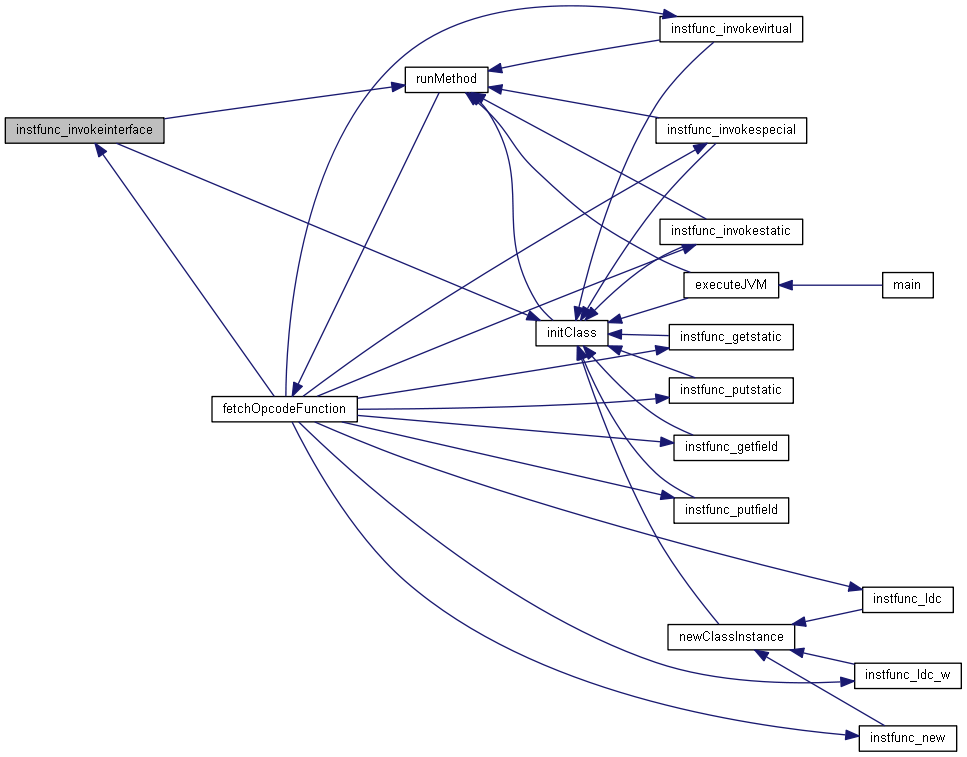 instfunc_invokevirtual
runMethod
instfunc_invokeinterface
instfunc_invokespecial
instfunc_invokestatic
executeJVM
main
initClass
instfunc_getstatic
instfunc_putstatic
fetchOpcodeFunction
instfunc_getfield
instfunc_putfield
instfunc_ldc
newClassInstance
instfunc_ldc_w
instfunc_new